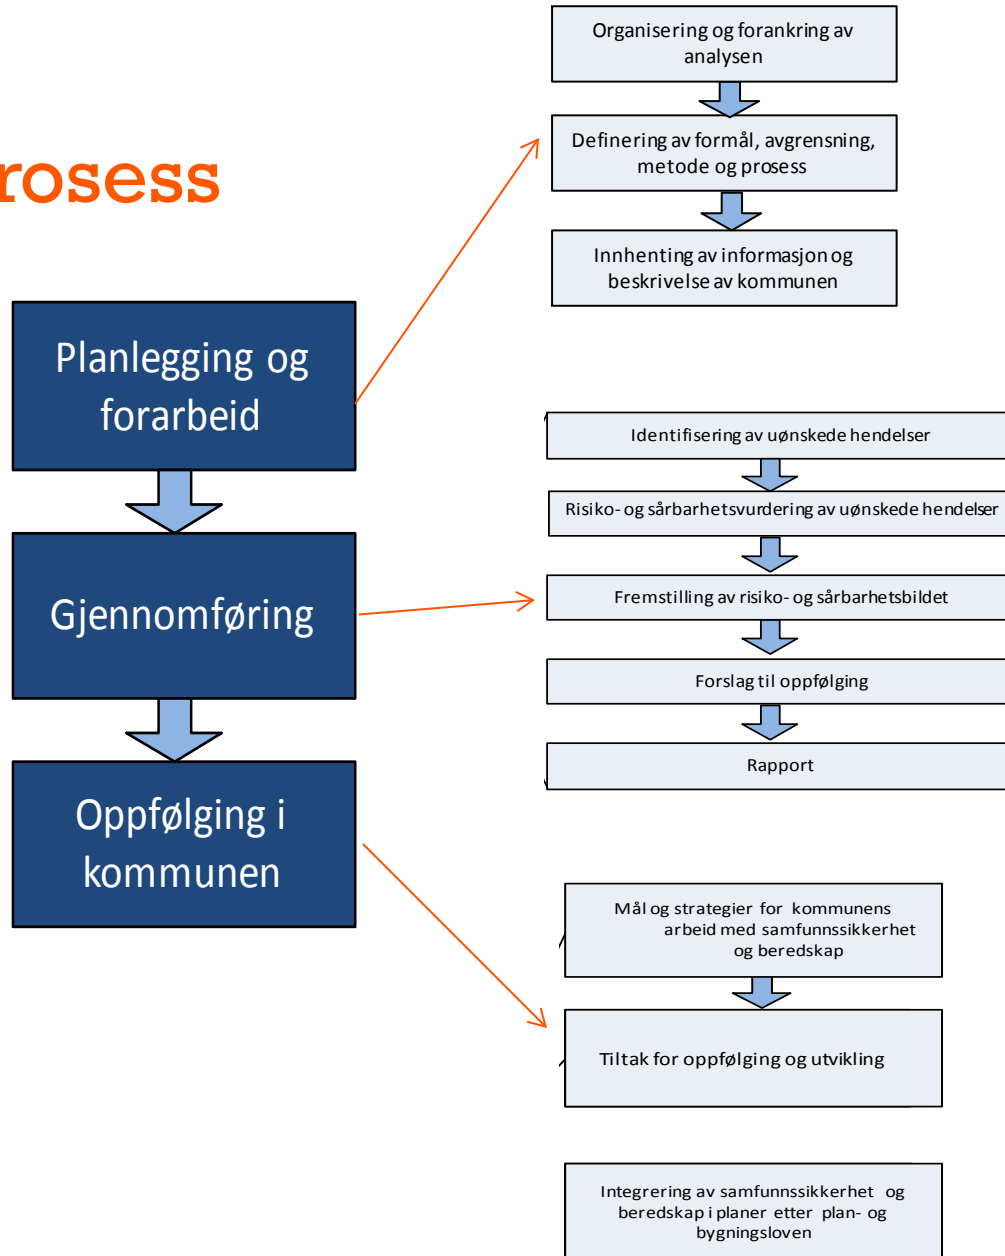 rosess
Planlegging og
forarbeid
Gjennomføring
Oppfølging i
kommunen
Organisering og forankring av
analysen
Definering av formål, avgrensning,
metode og prosess
Innhenting av informasjon og
beskrivelse av kommunen
Identifisering av uønskede hendelser
Risiko- og sårbarhetsvurdering av uønskede hendelser
Fremstilling av risiko- og sårbarhetsbildet
Forslag til oppfølging
Rapport
Mål og strategier for kommunens
arbeid med samfunnssikkerhet
og beredskap
Tiltak for oppfølging og utvikling
Integrering av samfunnssikkerhet og
beredskap i planer etter plan- og
bygningsloven